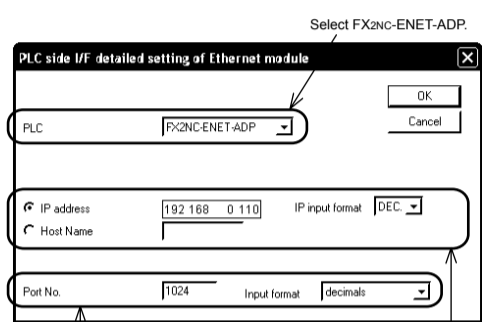 Select FX2NC-ENET-ADP.
PLC side I/F detailed setting of Ethernet module
OK
PLC FX2NC-ENET-ADP Cancel
IP address 192 168 0 110 IP input format DEC.
Host Name
Port No. 1024 Input format decimals